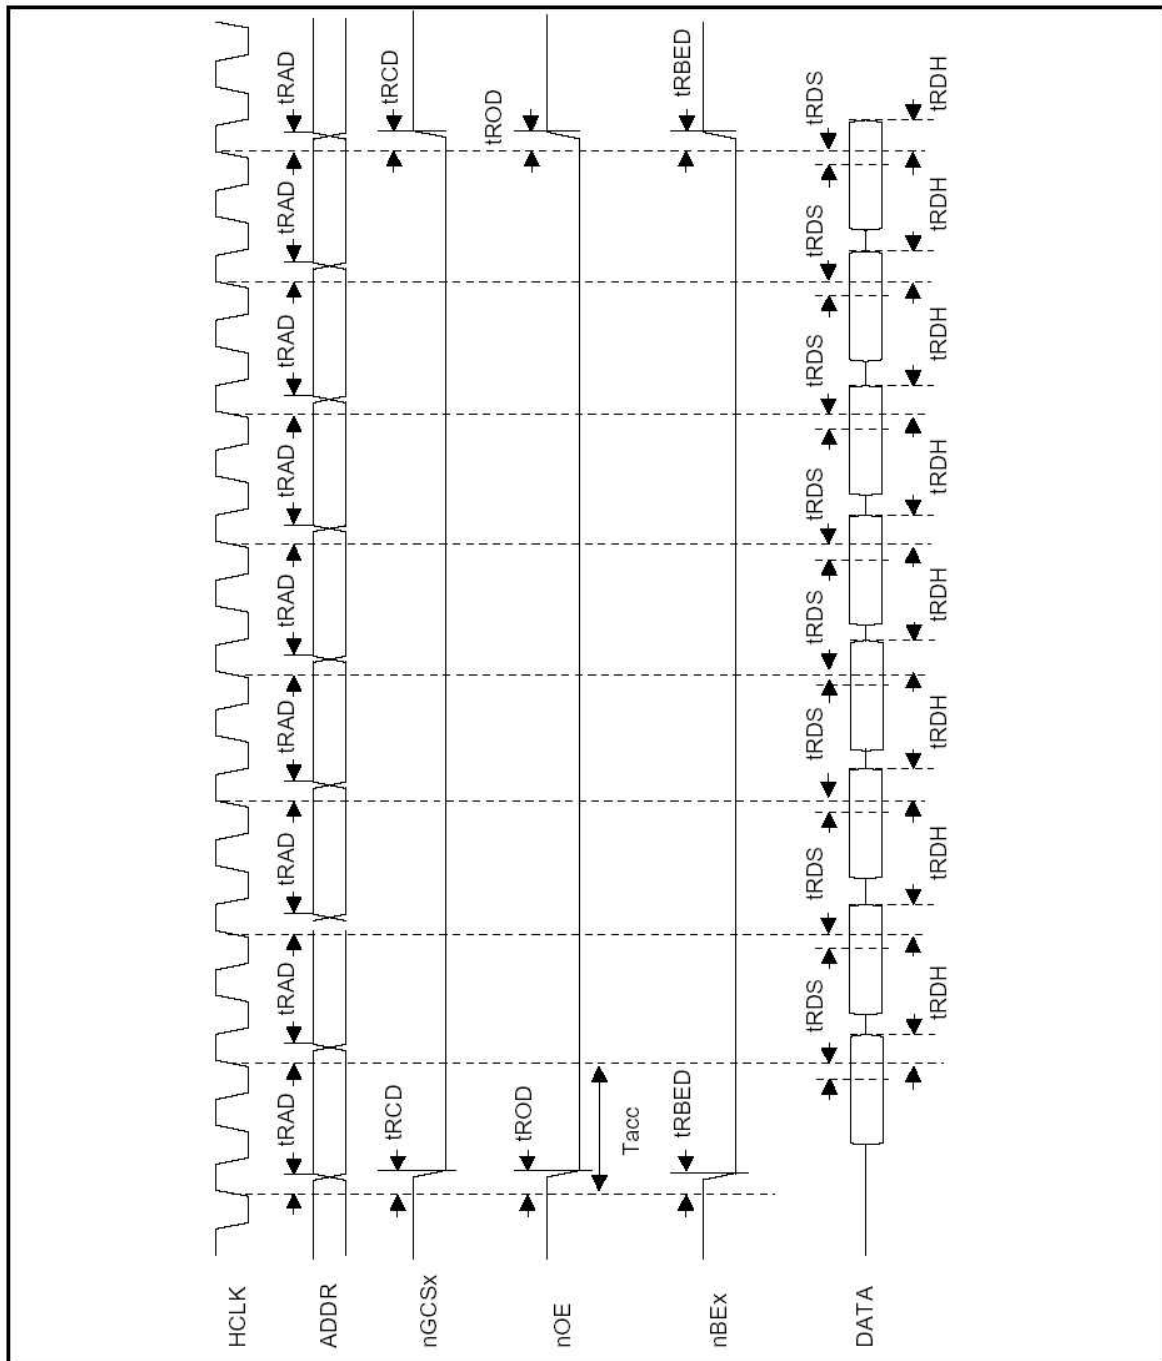 HCLK
tRAD tRAD tRAD tRAD tRAD tRAD tRAD tRAD tRAD
ADDR
tRCD tRCD
nGCSx
tROD tROD
nOE
Tacc
tRBED tRBED
nBEx
tRDS tRDS tRDS tRDS tRDS tRDS tRDS tRDS
DATA
tRDH tRDH tRDH tRDH tRDH tRDH tRDH tRDH